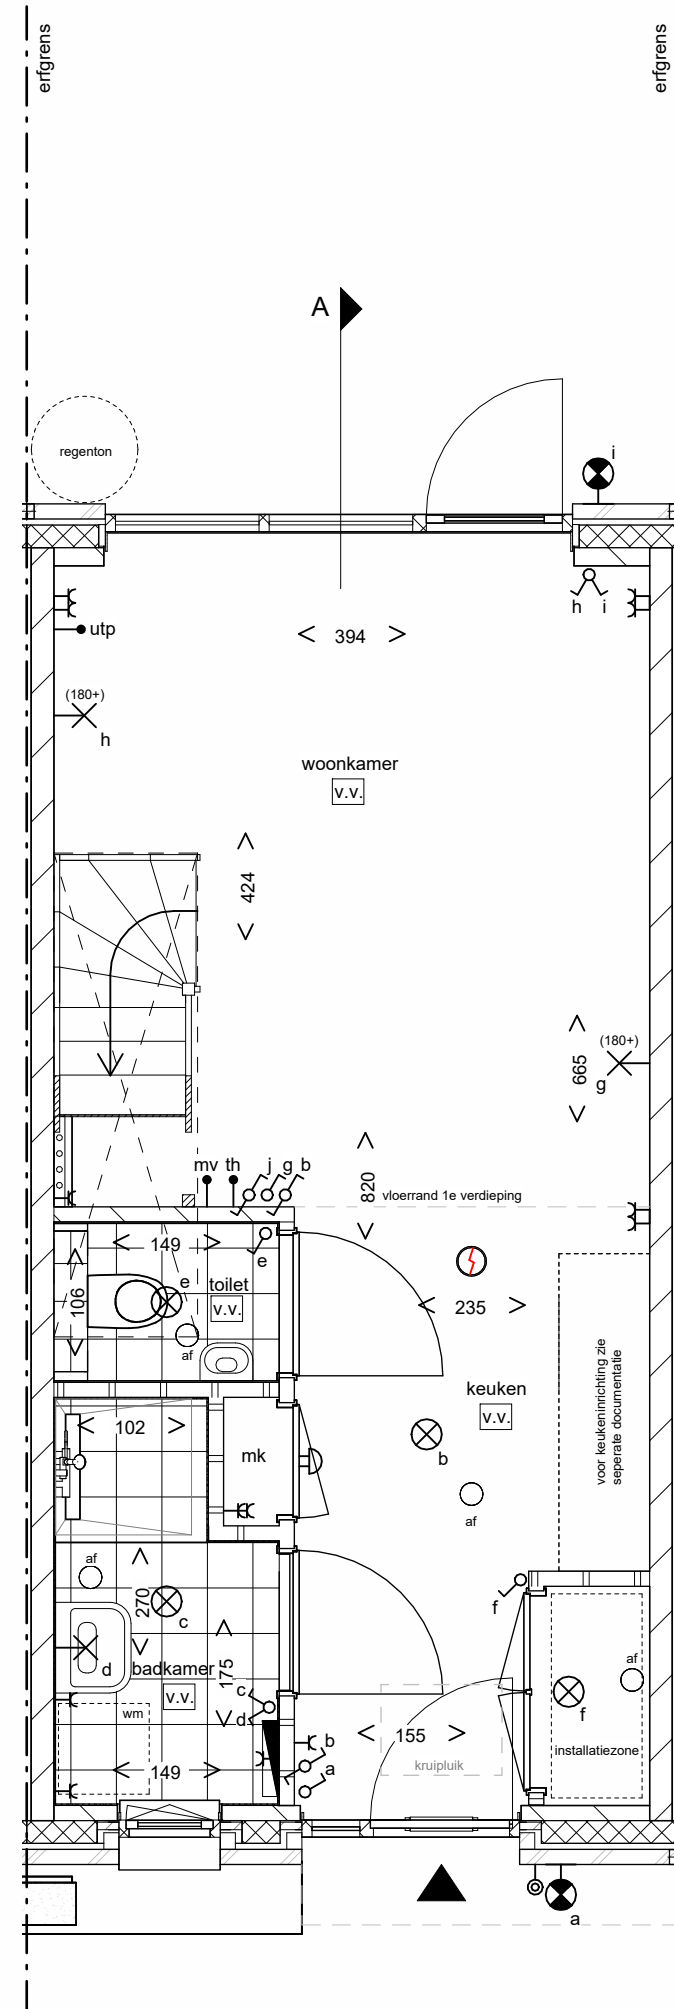 erfgrens
erfgrens
A
regenton
i
h i
utp
394
(180+)
h
woonkamer
v.v.
424
(180+)
665
g
mv th j g b
820
vloerrand 1e verdieping
149
e
106
e
toilet
v.v.
af
235
keuken
v.v.
voor keukeninrichting zie
seperate documentatie
102
mk
b
af
af
270
c
f
d
badkamer
175
v.v.
c
d
wm
af
f
149
b
a
155
kruipluik
installatiezone
a